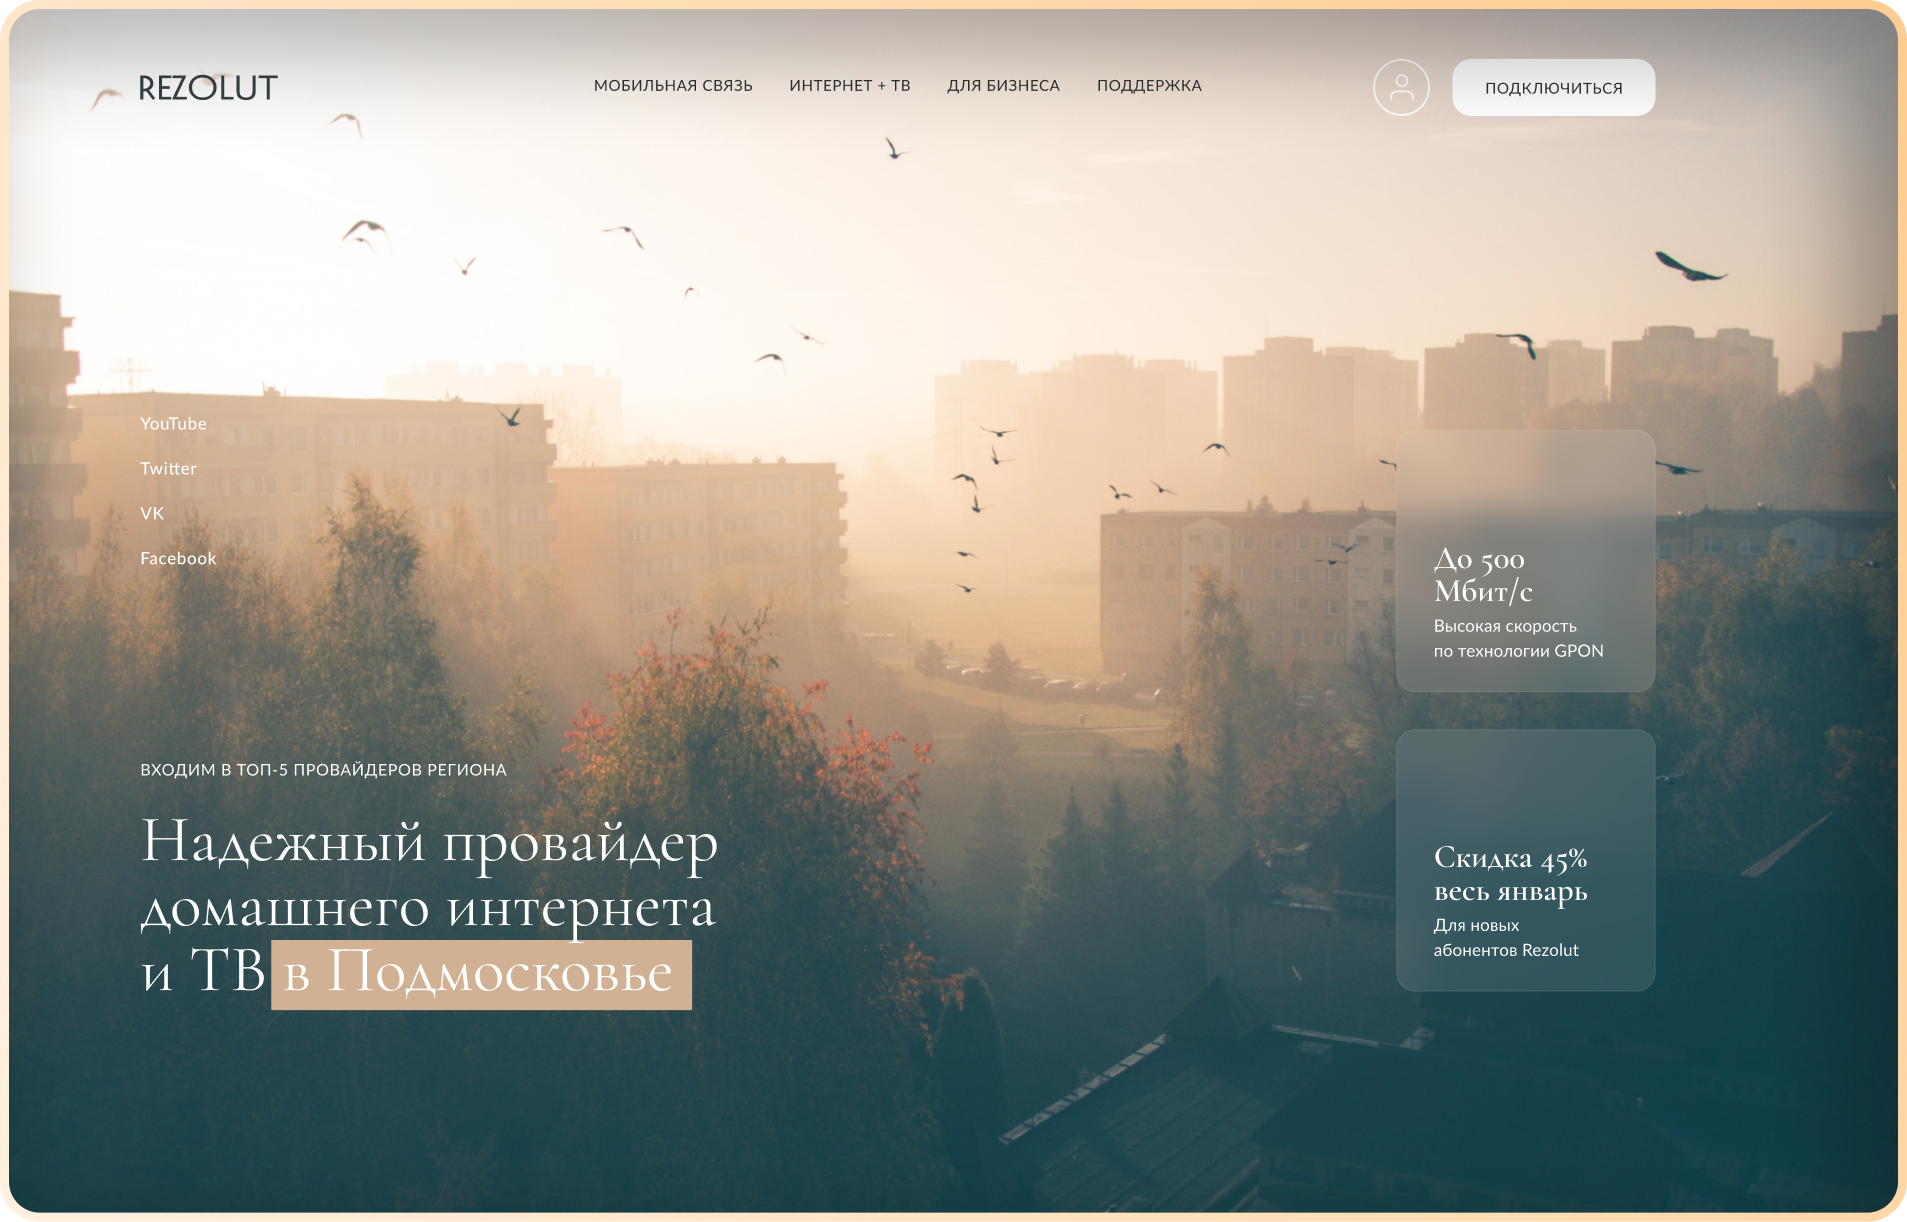 REZOLUT
МОБИЛЬНАЯ СВЯЗЬ
ИНТЕРНЕТ + ТВ
ДЛЯ БИЗНЕСА
ПОДДЕРЖКА
ПОДКЛЮЧИТЬСЯ
YouTube
Twitter
VK
Facebook
ВХОДИМ В ТОП-5 ПРОВАЙДЕРОВ РЕГИОНА
Надежный провайдер
домашнего интернета
и ТВ в Подмосковье
До 500
Мбит/с
Высокая скорость
по технологии GPON
Скидка 45%
весь январь
Для новых
абонентов Rezolut